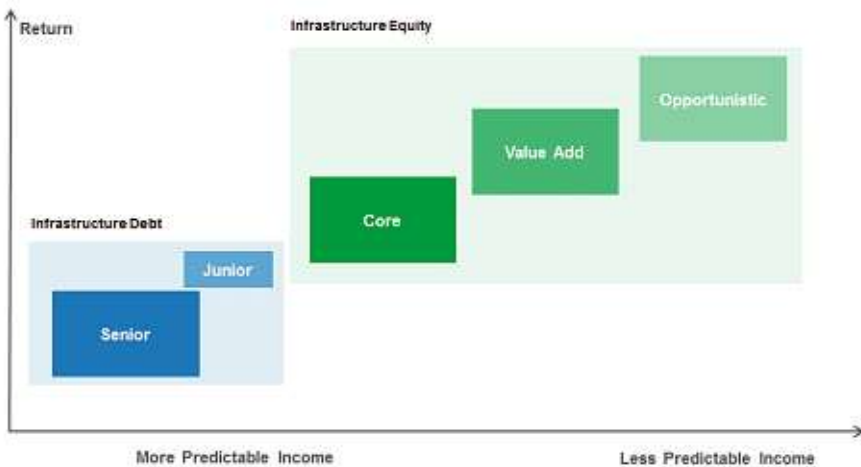 Return
Infrastructure Equity
Opportunistic
Value Add
Core
Infrastructure Debt
Junior
Senior
More Predictable Income
Less Predictable Income